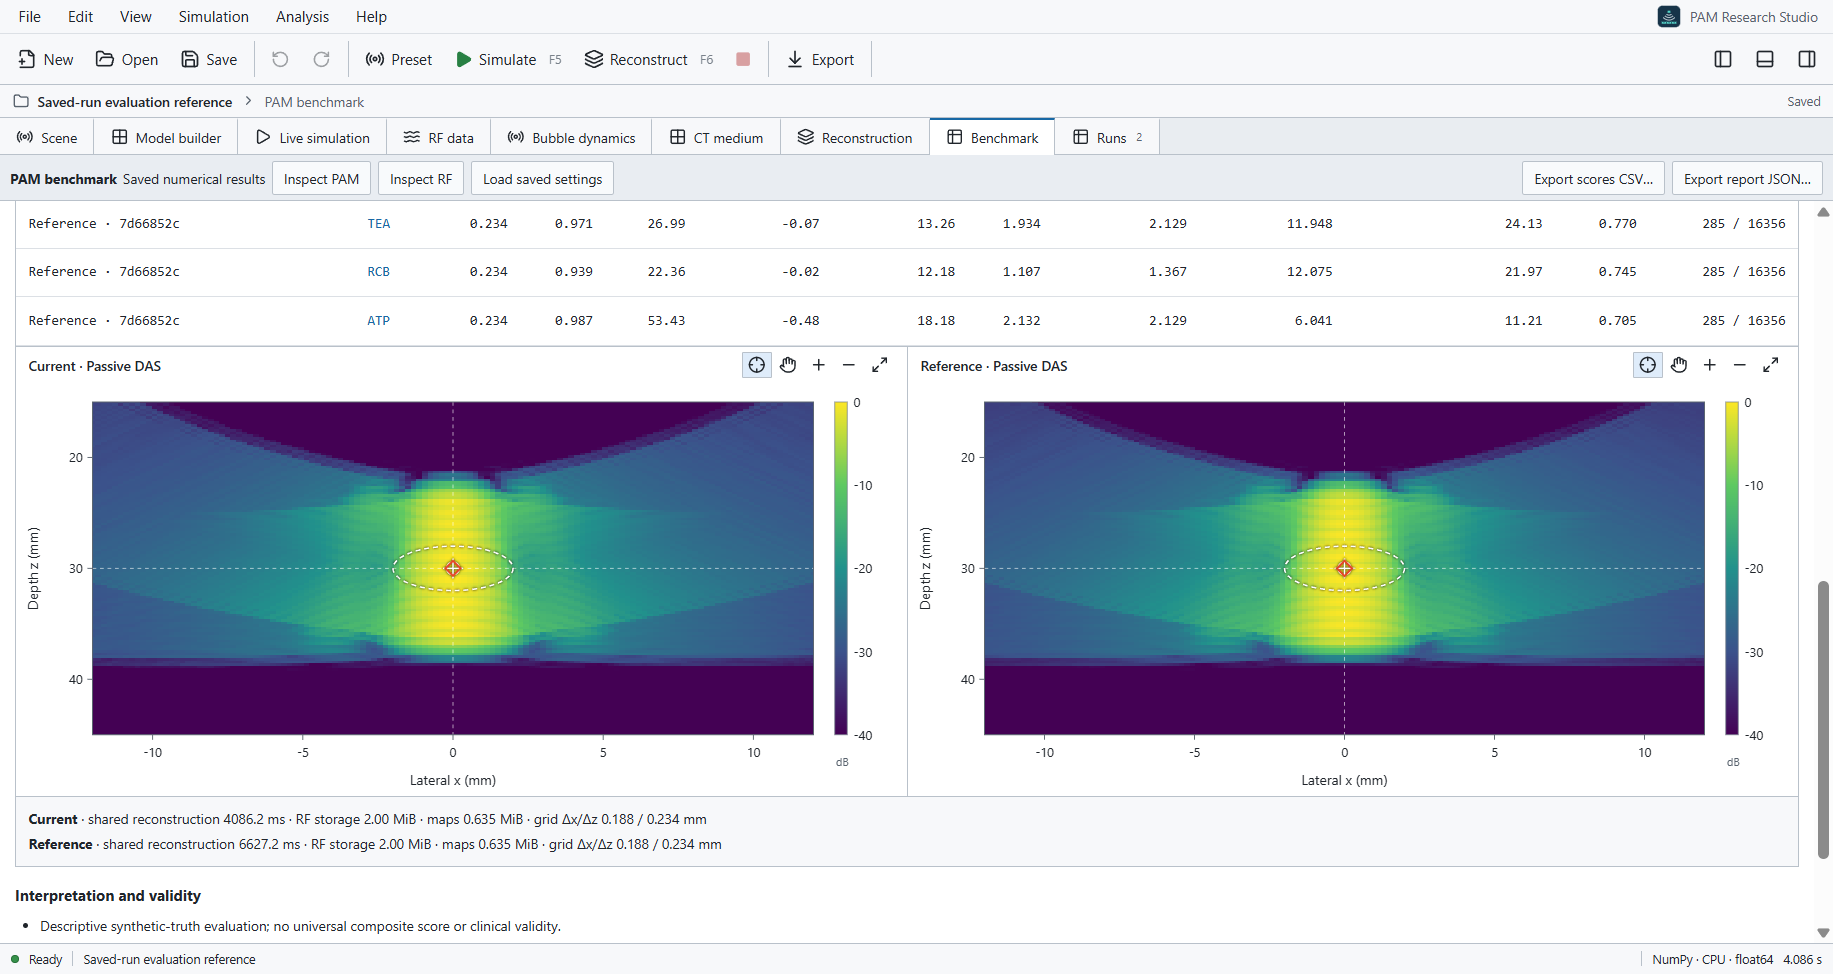 File Edit View Simulation Analysis Help PAM Research Studio
New Open Save Preset Simulate F5 Reconstruct F6 Export
Saved-run evaluation reference > PAM benchmark Saved
Scene Model builder Live simulation RF data Bubble dynamics CT medium Reconstruction Benchmark Runs 2
PAM benchmark Saved numerical results Inspect PAM Inspect RF Load saved settings Export scores CSV... Export report JSON...
Reference · 7d66852c TEA 0.234 0.971 26.99 -0.07 13.26 1.934 2.129 11.948 24.13 0.770 285 / 16356
Reference · 7d66852c RCB 0.234 0.939 22.36 -0.02 12.18 1.107 1.367 12.075 21.97 0.745 285 / 16356
Reference · 7d66852c ATP 0.234 0.987 53.43 -0.48 18.18 2.132 2.129 6.041 11.21 0.705 285 / 16356
Current · Passive DAS
20
30
40
Depth z (mm)
-10 -5 0 5 10
Lateral x (mm)
0
-10
-20
-30
-40
dB
Reference · Passive DAS
20
30
40
Depth z (mm)
-10 -5 0 5 10
Lateral x (mm)
0
-10
-20
-30
-40
dB
Current · shared reconstruction 4086.2 ms · RF storage 2.00 MiB · maps 0.635 MiB · grid Δx/Δz 0.188 / 0.234 mm
Reference · shared reconstruction 6627.2 ms · RF storage 2.00 MiB · maps 0.635 MiB · grid Δx/Δz 0.188 / 0.234 mm
Interpretation and validity
• Descriptive synthetic-truth evaluation; no universal composite score or clinical validity.
Ready Saved-run evaluation reference NumPy · CPU · float64 4.086 s